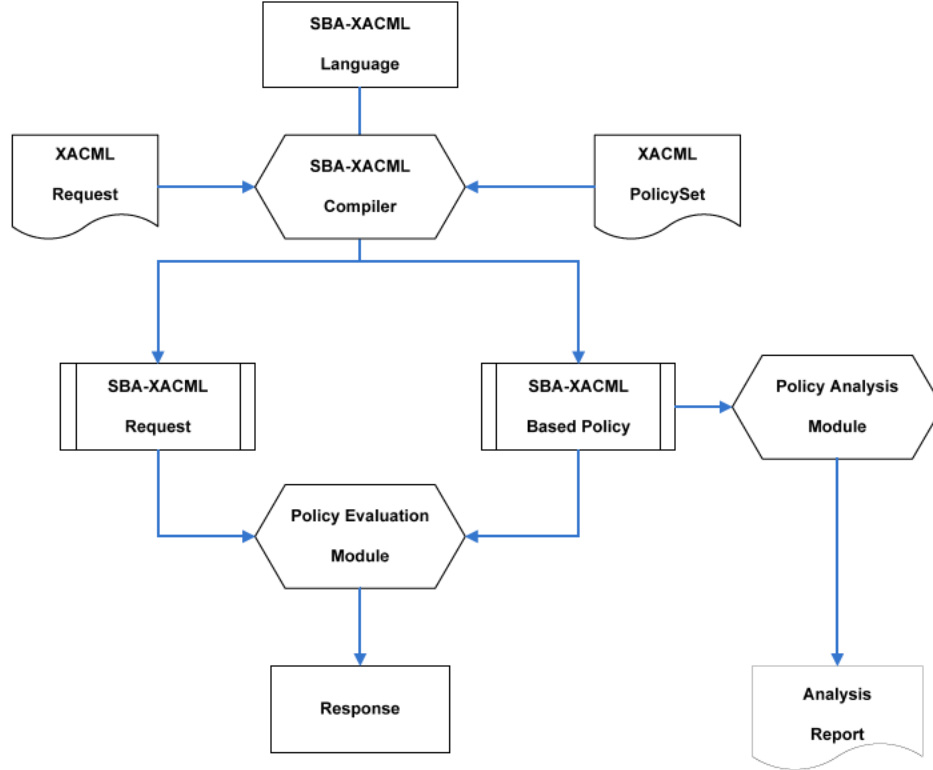 SBA-XACML
Language
XACML
Request
SBA-XACML
Compiler
XACML
PolicySet
SBA-XACML
Request
SBA-XACML
Based Policy
Policy Analysis
Module
Policy Evaluation
Module
Response
Analysis
Report